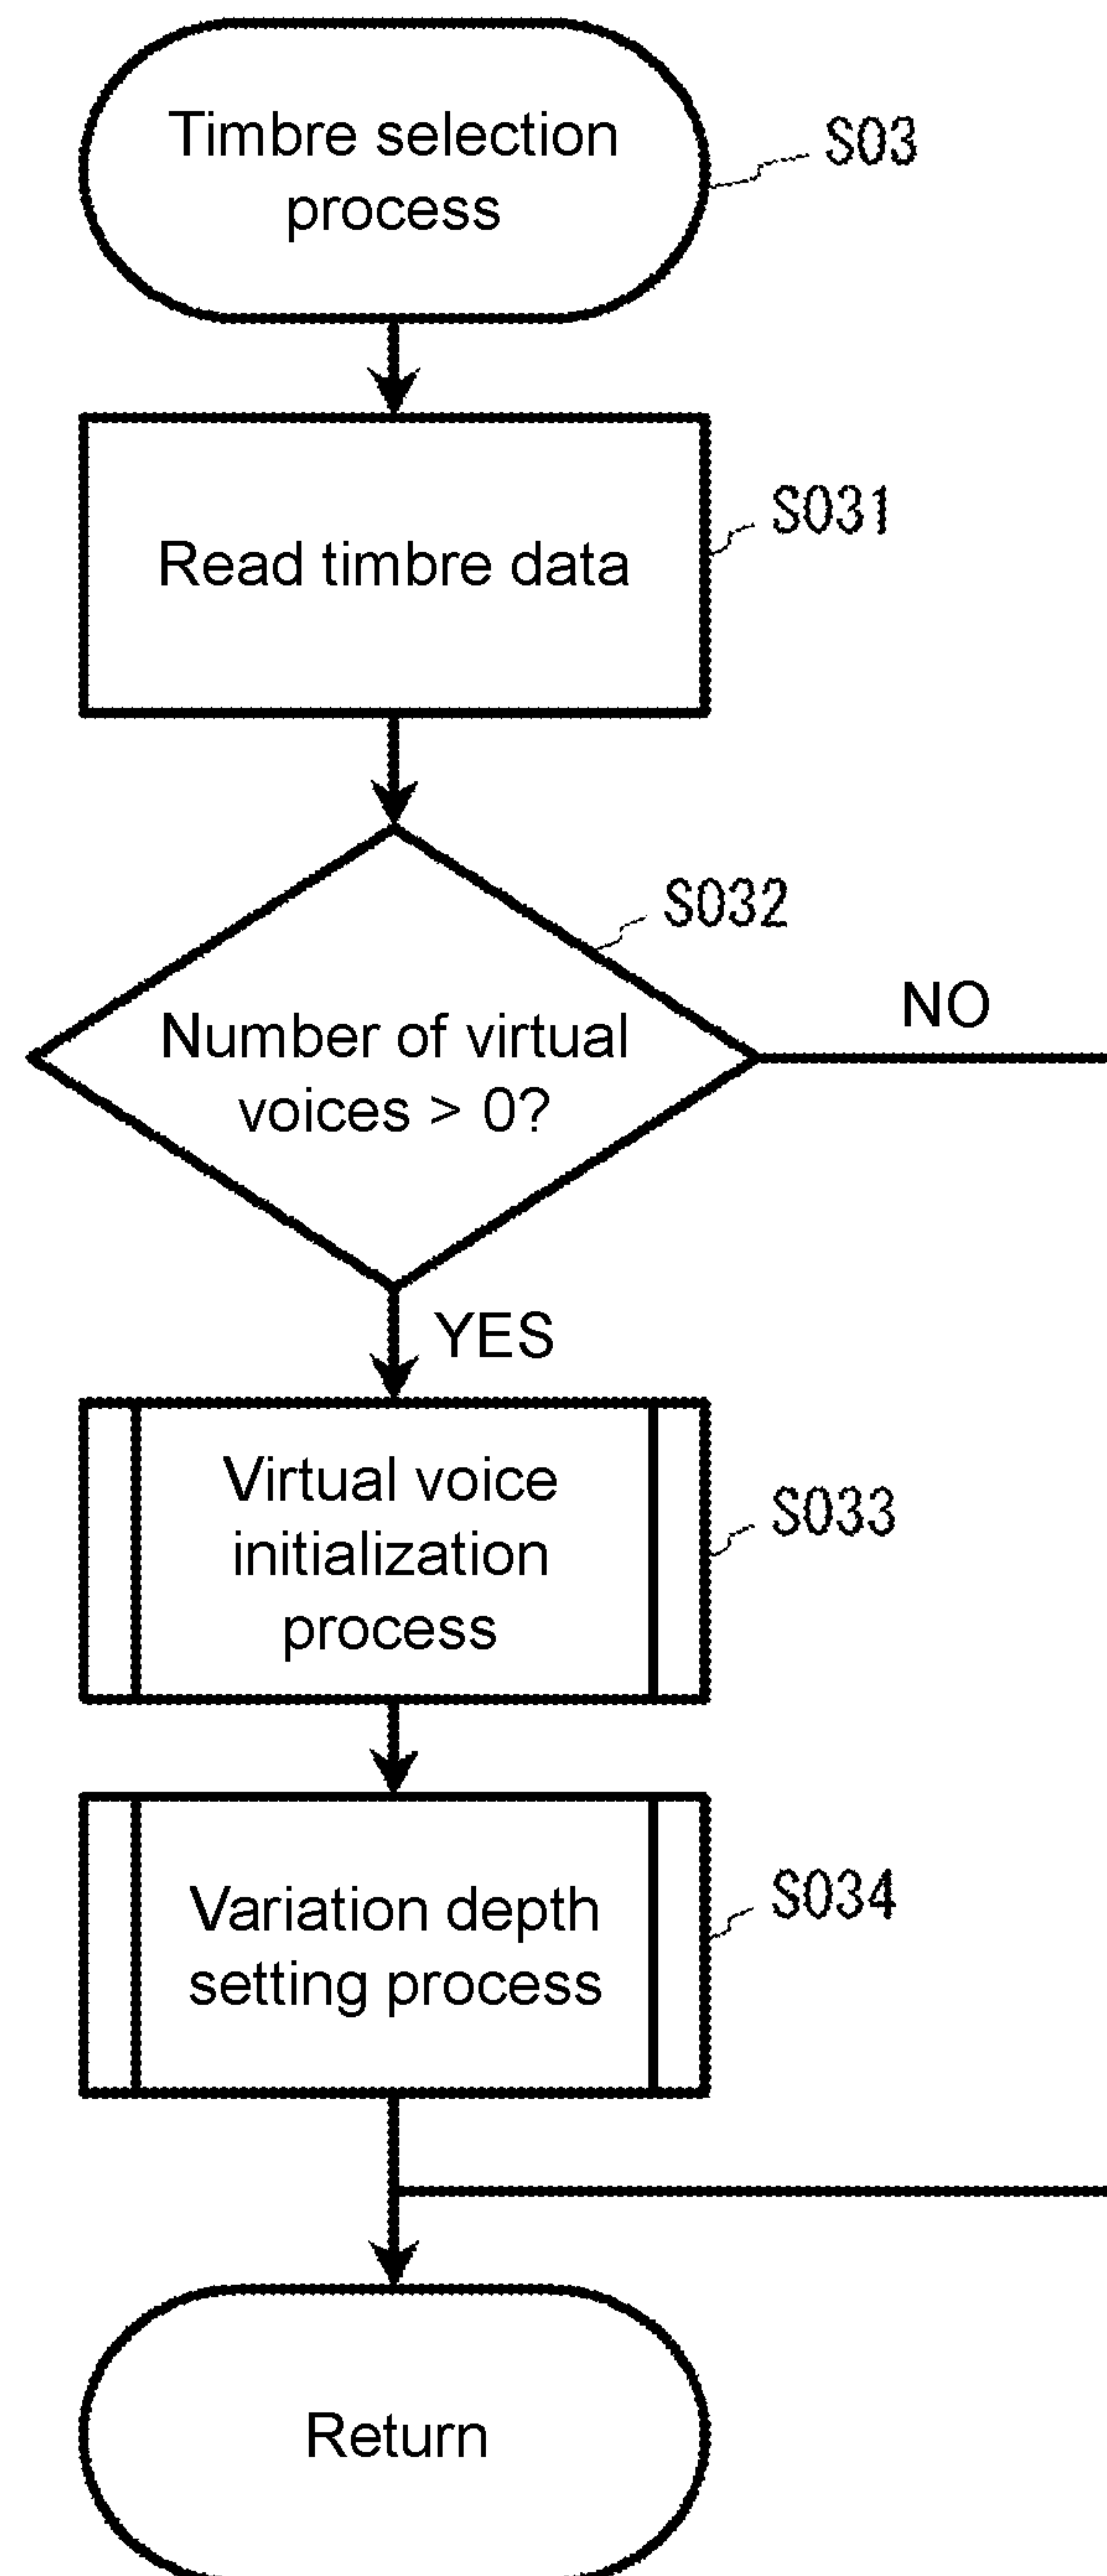 Timbre selection
process
S03
Read timbre data
S031
S032
Number of virtual
voices > 0?
NO
YES
Virtual voice
initialization
process
S033
Variation depth
setting process
S034
Return